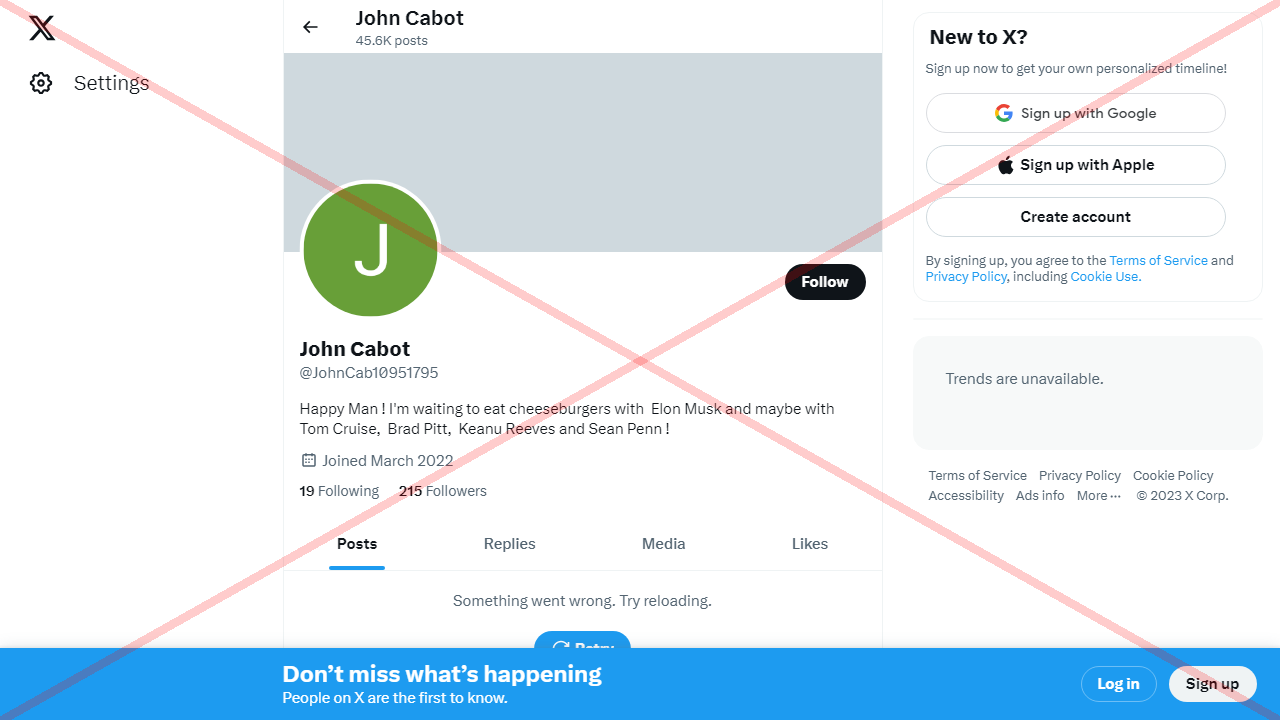 Settings
John Cabot
45.6K posts
J
Follow
John Cabot
@JohnCab10951795
Happy Man ! I'm waiting to eat cheeseburgers with Elon Musk and maybe with
Tom Cruise, Brad Pitt, Keanu Reeves and Sean Penn !
Joined March 2022
19 Following 215 Followers
Posts Replies Media Likes
Something went wrong. Try reloading.
Retry
New to X?
Sign up now to get your own personalized timeline!
Sign up with Google
Sign up with Apple
Create account
By signing up, you agree to the Terms of Service and
Privacy Policy, including Cookie Use.
Trends are unavailable.
Terms of Service Privacy Policy Cookie Policy
Accessibility Ads info More ··· © 2023 X Corp.
Don’t miss what’s happening
People on X are the first to know.
Log in Sign up